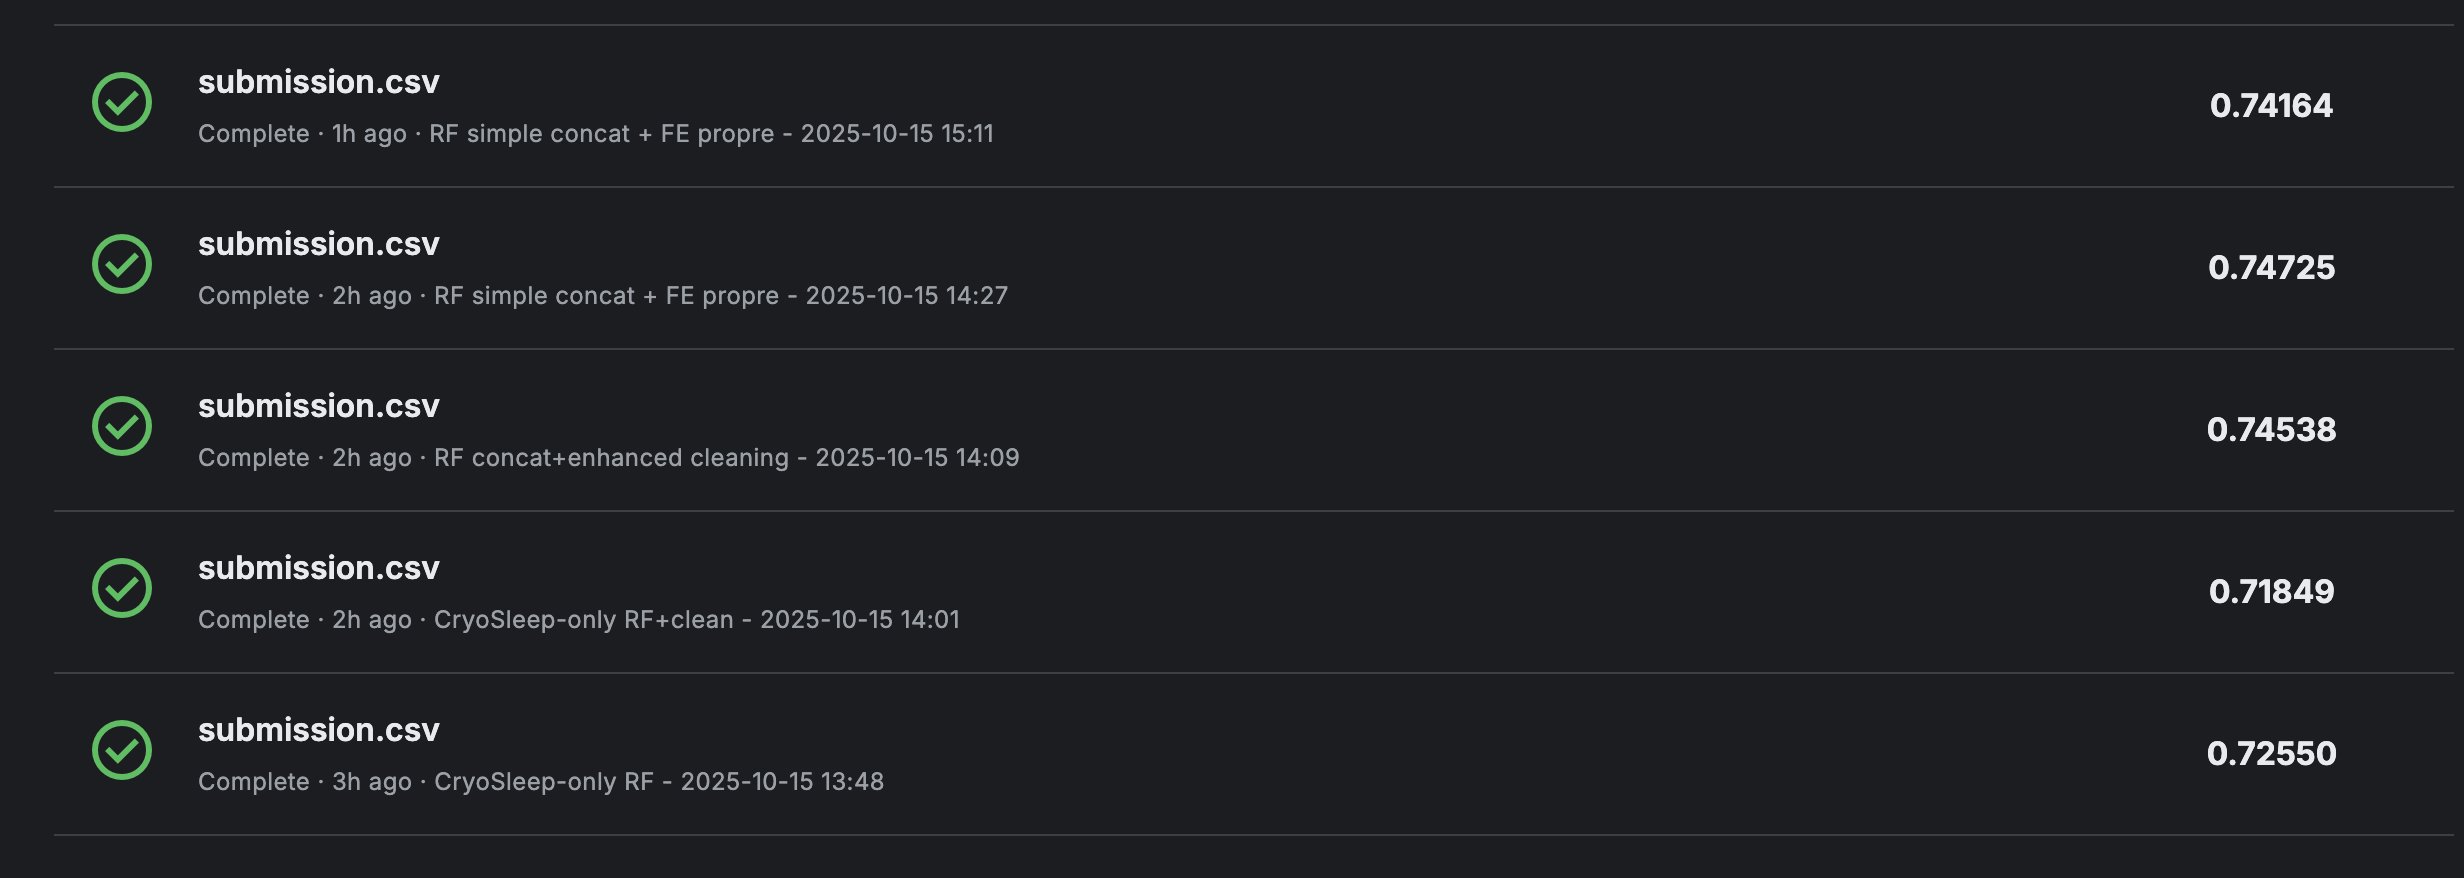 submission.csv
Complete · 1h ago · RF simple concat + FE propre - 2025-10-15 15:11
0.74164
submission.csv
Complete · 2h ago · RF simple concat + FE propre - 2025-10-15 14:27
0.74725
submission.csv
Complete · 2h ago · RF concat+enhanced cleaning - 2025-10-15 14:09
0.74538
submission.csv
Complete · 2h ago · CryoSleep-only RF+clean - 2025-10-15 14:01
0.71849
submission.csv
Complete · 3h ago · CryoSleep-only RF - 2025-10-15 13:48
0.72550